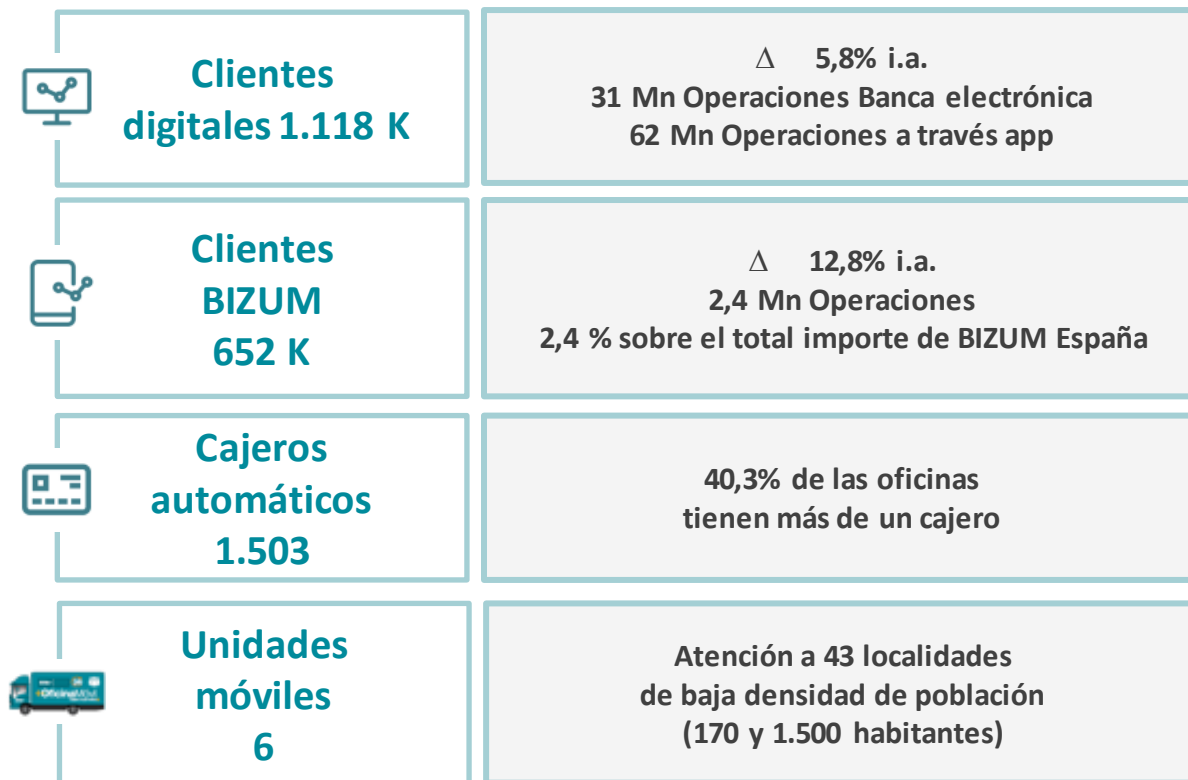 Clientes
digitales 1.118 K
∆ 5,8% i.a.
31 Mn Operaciones Banca electrónica
62 Mn Operaciones a través app
Clientes
BIZUM
652 K
∆ 12,8% i.a.
2,4 Mn Operaciones
2,4 % sobre el total importe de BIZUM España
Cajeros
automáticos
1.503
40,3% de las oficinas
tienen más de un cajero
Unidades
móviles
6
OficinaMóvil
Atención a 43 localidades
de baja densidad de población
(170 y 1.500 habitantes)